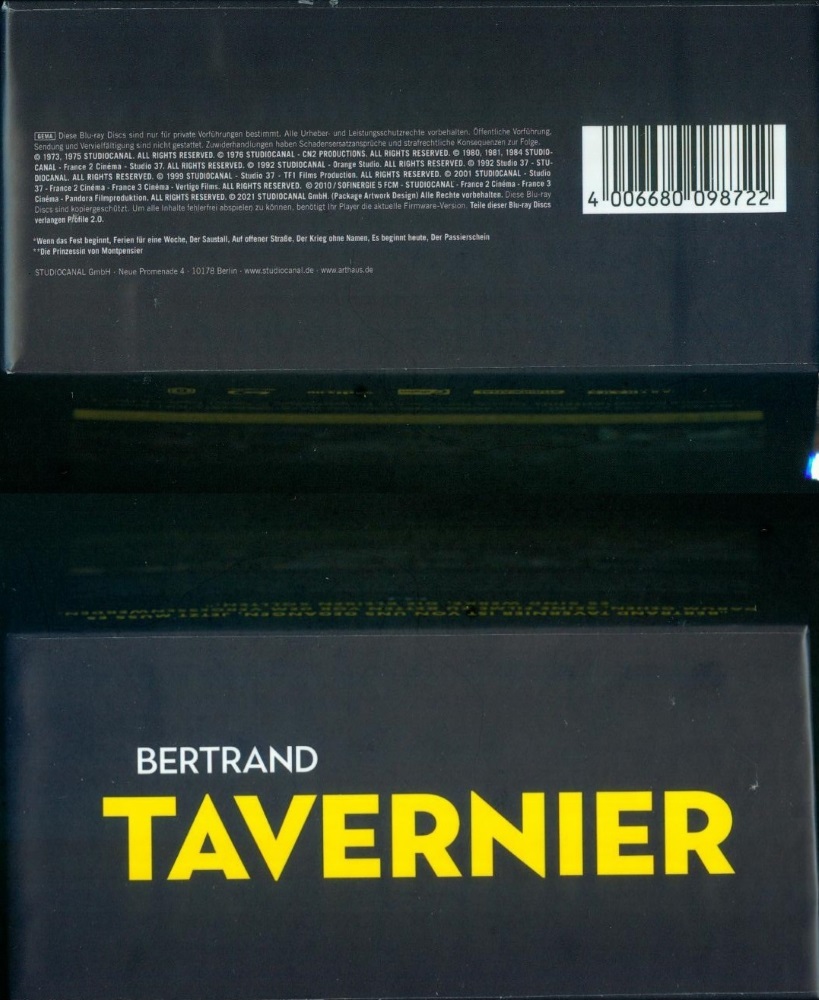 GEMA Diese Blu-ray Discs sind nur für private Vorführungen bestimmt. Alle Urheber- und Leistungsschutzrechte vorbehalten. Öffentliche Vorführung,
Sendung und Vervielfältigung sind nicht gestattet. Zuwiderhandlungen haben Schadensersatzansprüche und strafrechtliche Konsequenzen zur Folge.
© 1973, 1975 STUDIOCANAL. ALL RIGHTS RESERVED. © 1976 STUDIOCANAL - CN2 PRODUCTIONS. ALL RIGHTS RESERVED. © 1980, 1981, 1984 STUDIO-
CANAL - France 2 Cinéma - Studio 37. ALL RIGHTS RESERVED. © 1992 STUDIOCANAL - Orange Studio. ALL RIGHTS RESERVED. © 1992 Studio 37 - STU-
DIOCANAL. ALL RIGHTS RESERVED. © 1999 STUDIOCANAL - Studio 37 - TF1 Films Production. ALL RIGHTS RESERVED. © 2001 STUDIOCANAL - Studio
37 - France 2 Cinéma - France 3 Cinéma - Vertigo Films. ALL RIGHTS RESERVED. © 2010 / SOFINERGIE 5 FCM - STUDIOCANAL - France 2 Cinéma - France 3
Cinéma - Pandora Filmproduktion. ALL RIGHTS RESERVED. © 2021 STUDIOCANAL GmbH. (Package Artwork Design) Alle Rechte vorbehalten. Diese Blu-ray
Discs sind kopiergeschützt. Um alle Inhalte fehlerfrei abspielen zu können, benötigt Ihr Player die aktuelle Firmware-Version. Teile dieser Blu-ray Discs
verlangen Profile 2.0.
*Wenn das Fest beginnt, Ferien für eine Woche, Der Saustall, Auf offener Straße, Der Krieg ohne Namen, Es beginnt heute, Der Passierschein
**Die Prinzessin von Montpensier
STUDIOCANAL GmbH - Neue Promenade 4 - 10178 Berlin - www.studiocanal.de - www.arthaus.de
4 006680 098722
BERTRAND
TAVERNIER